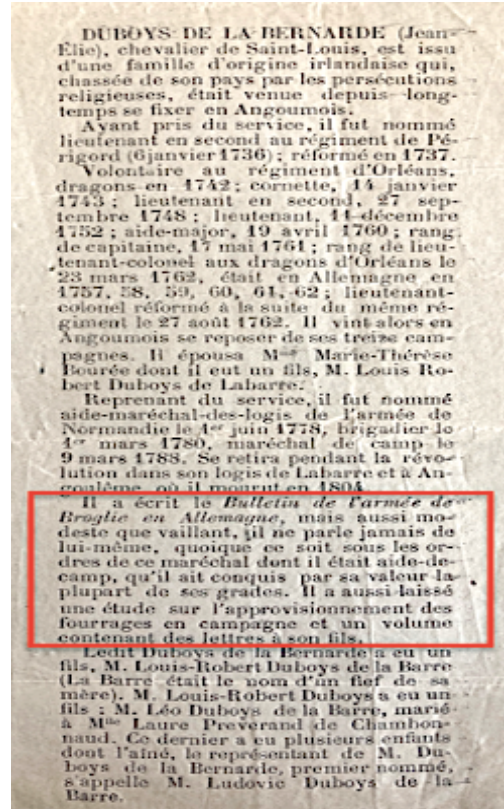 DUBOYS DE LA BERNARDE (Jean-
Élie), chevalier de Saint-Louis, est issu
d'une famille d'origine irlandaise qui,
chassée de son pays par les persécutions
religieuses, était venue depuis long-
temps se fixer en Angoumois.
Ayant pris du service, il fut nommé
lieutenant en second au régiment de Pé-
rigord (6 janvier 1736); réformé en 1737.
Volontaire au régiment d'Orléans,
dragons en 1742; cornette, 14 janvier
1743; lieutenant en second, 27 sep-
tembre 1748; lieutenant, 11 décembre
1752; aide-major, 19 avril 1760; rang
de capitaine, 17 mai 1761; rang de lieu-
tenant-colonel aux dragons d'Orléans le
23 mars 1762, était en Allemagne en
1757, 58, 59, 60, 61, 62; lieutenant-
colonel réformé à la suite du même ré-
giment le 27 août 1762. Il vint alors en
Angoumois se reposer de ses treize cam-
pagnes. Il épousa Marie-Thérèse
Bourée dont il eut un fils, M. Louis Ro-
bert Duboys de Labarre.
Reprenant du service, il fut nommé
aide-maréchal-des-logis de l'armée de
Normandie le 1er juin 1778, brigadier le
1er mars 1780, maréchal de camp le
9 mars 1788. Se retira pendant la révo-
lution dans son logis de Labarre et à An-
goulême, où il mourut en 1804.
Il a écrit le Bulletin de l'armée de
Broglie en Allemagne, mais aussi mo-
deste que vaillant, il ne parle jamais de
lui-même, quoique ce soit sous les or-
dres de ce maréchal dont il était aide-de-
camp, qu'il ait conquis par sa valeur la
plupart de ses grades. Il a aussi laissé
une étude sur l'approvisionnement des
fourrages en campagne et un volume
contenant des lettres à son fils.
Ledit Duboys de la Bernarde a eu un
fils, M. Louis-Robert Duboys de la Barre
(La Barre était le nom d'un fief de sa
mère). M. Louis-Robert Duboys a eu un
fils : M. Léo Duboys de la Barre, marié
à Mlle Laure Preverand de Chambon-
naud. Ce dernier a eu plusieurs enfants
dont l'aîné, le représentant de M. Du-
boys de la Bernarde, premier nommé,
s'appelle M. Ludovic Duboys de la
Barre.